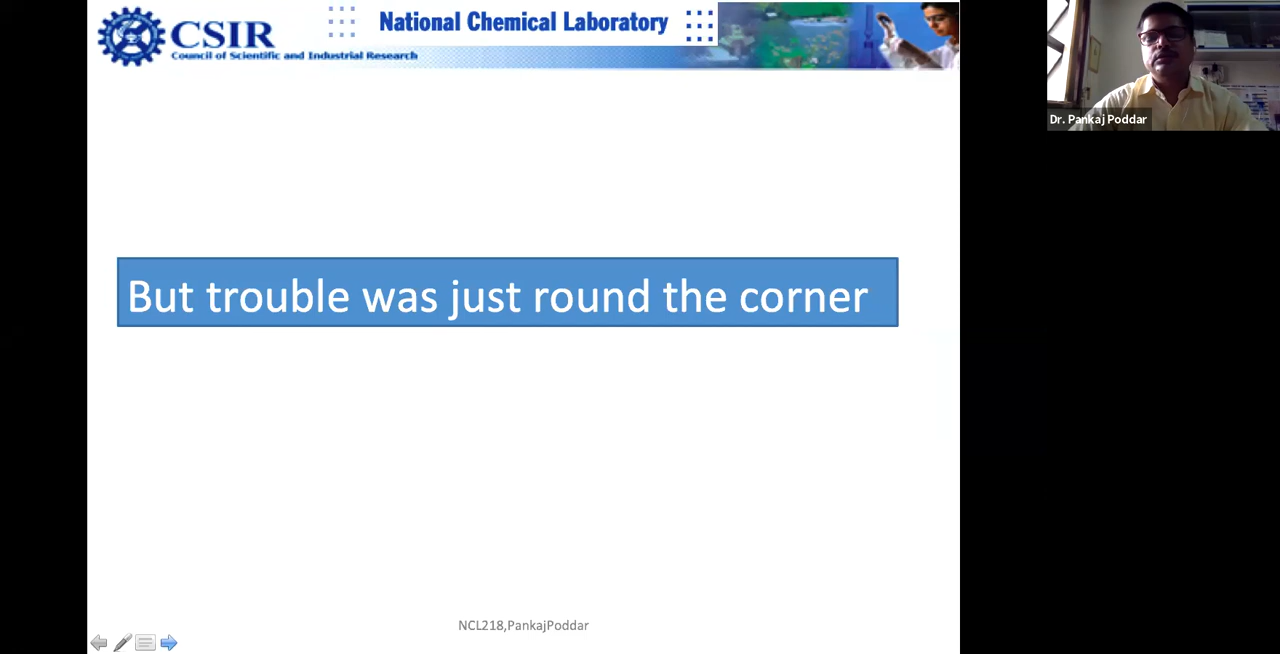 CSIR
Council of Scientific and Industrial Research
National Chemical Laboratory
Dr. Pankaj Poddar
But trouble was just round the corner
NCL218,PankajPoddar